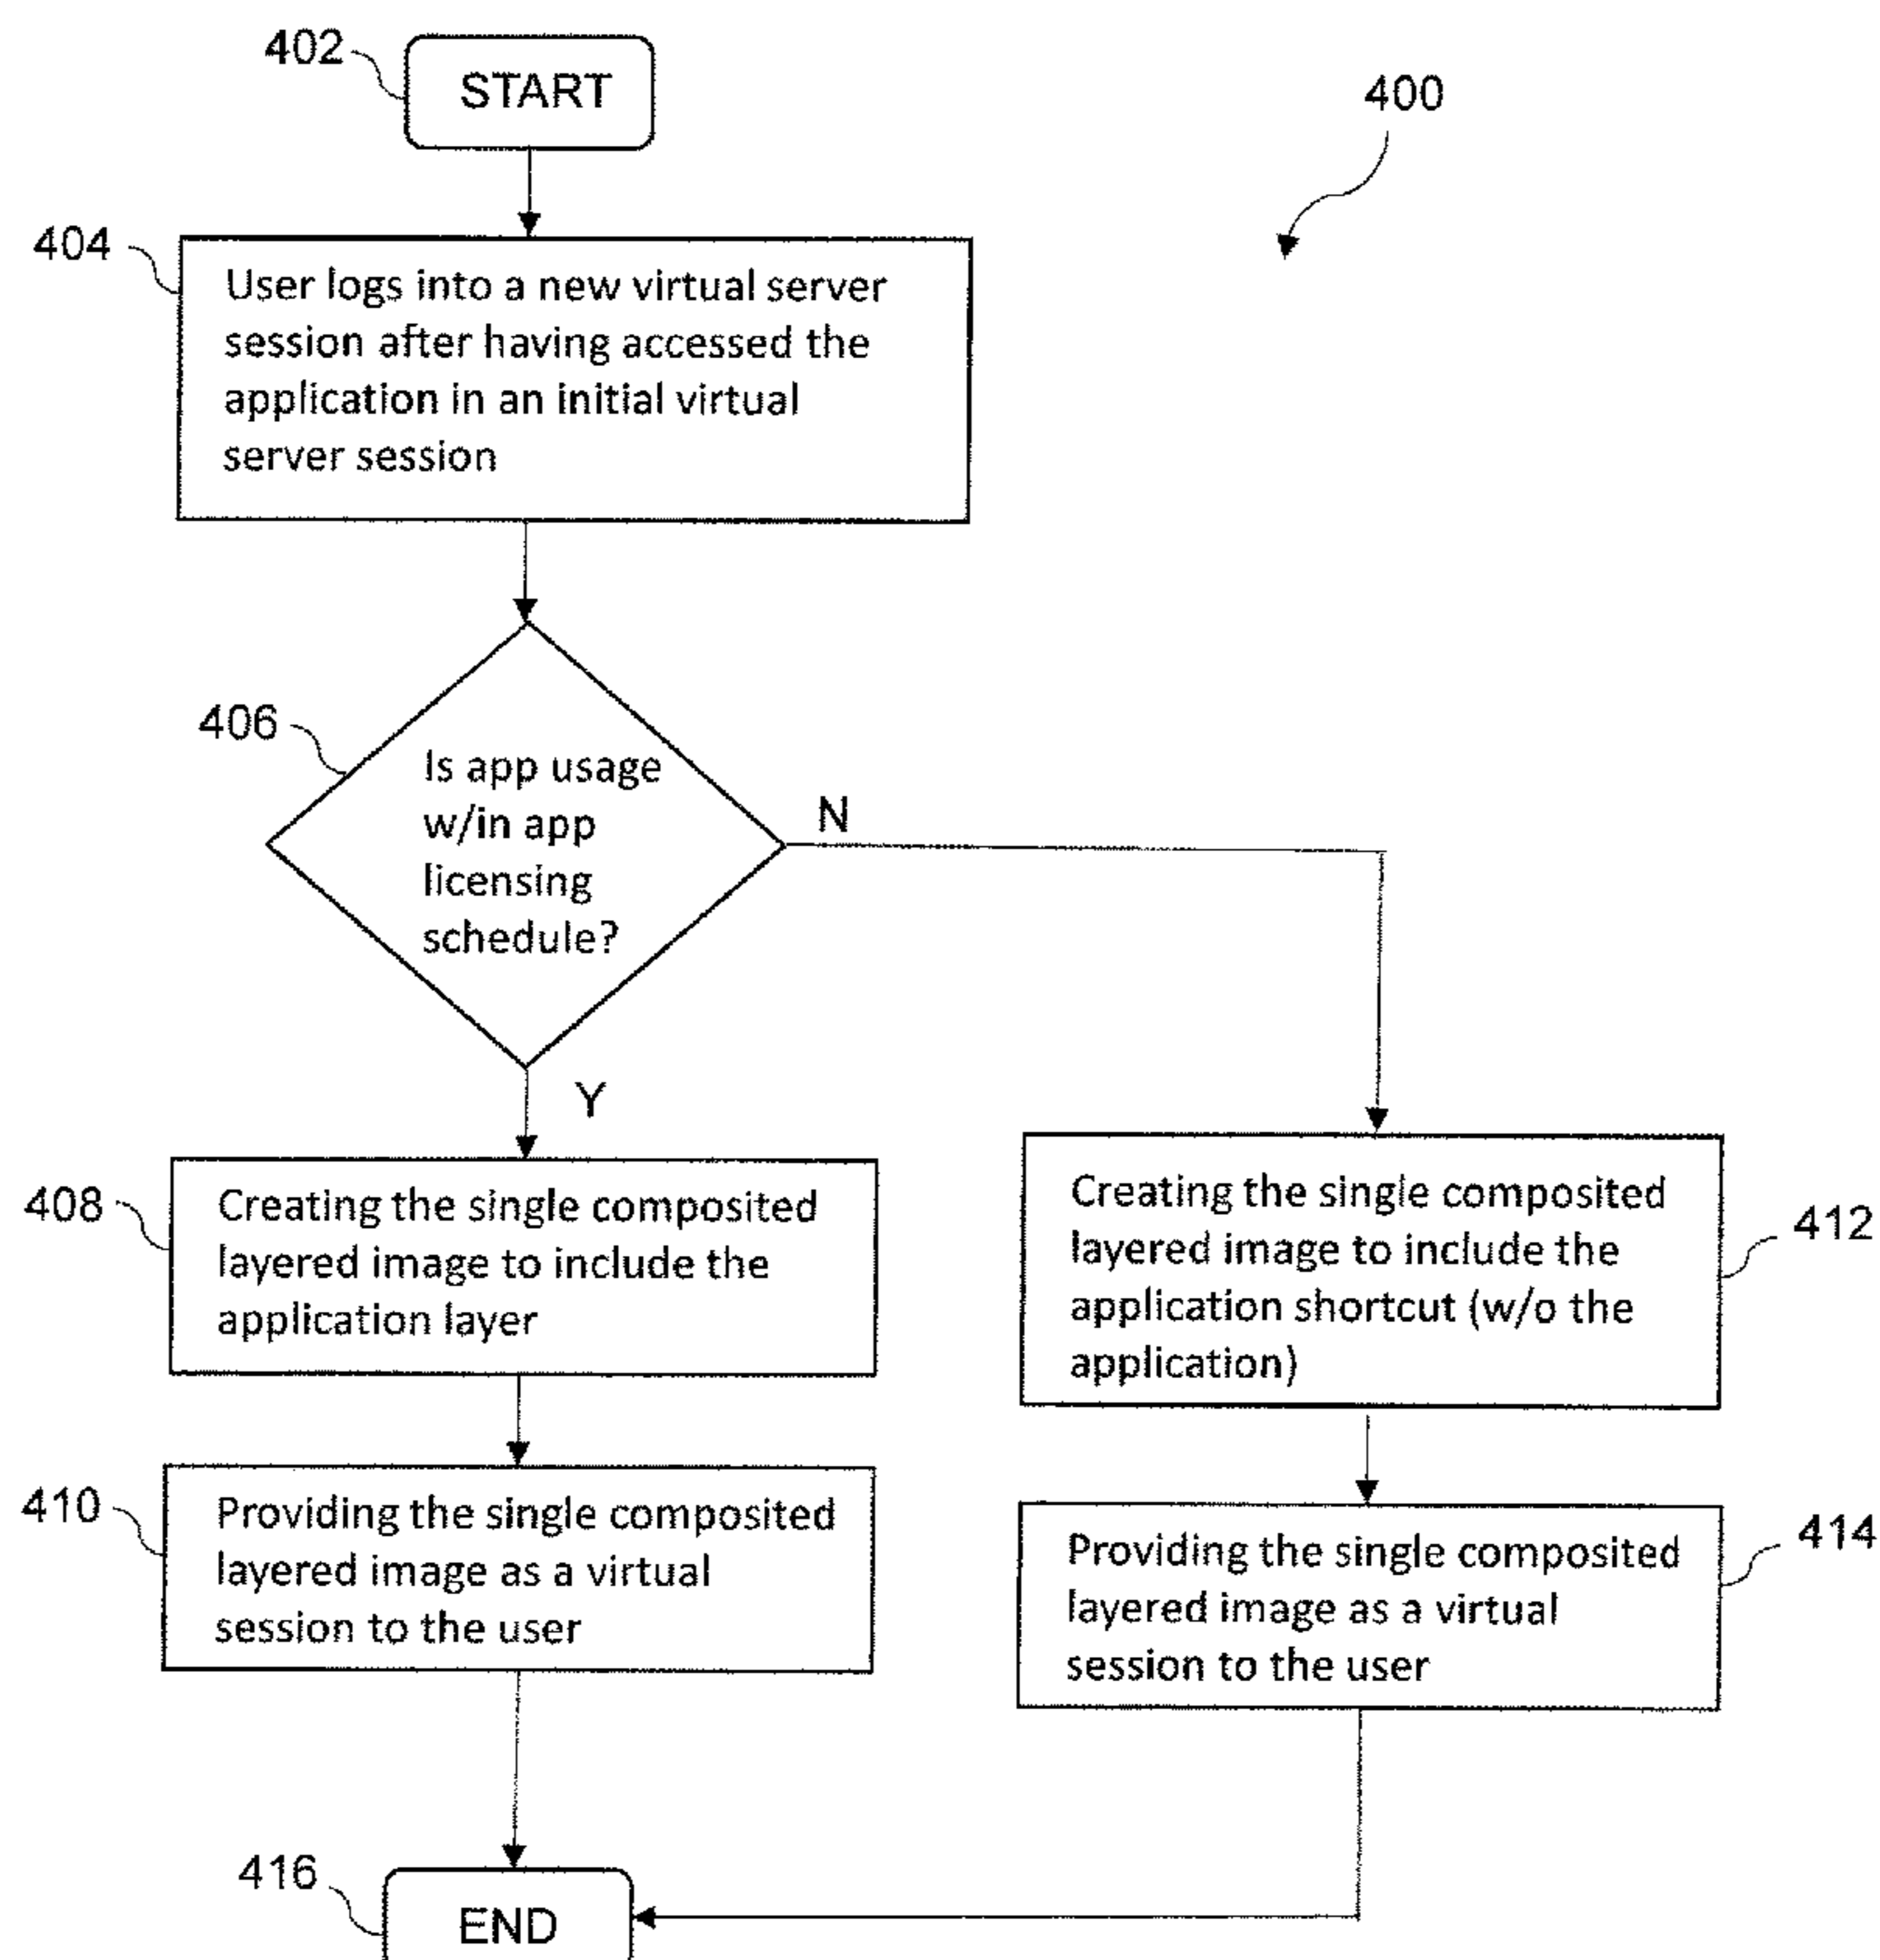 402
START
400
404
User logs into a new virtual server
session after having accessed the
application in an initial virtual
server session
406
Is app usage
w/in app
licensing
schedule?
N
Y
408
Creating the single composited
layered image to include the
application layer
412
Creating the single composited
layered image to include the
application shortcut (w/o the
application)
410
Providing the single composited
layered image as a virtual
session to the user
414
Providing the single composited
layered image as a virtual
session to the user
416
END